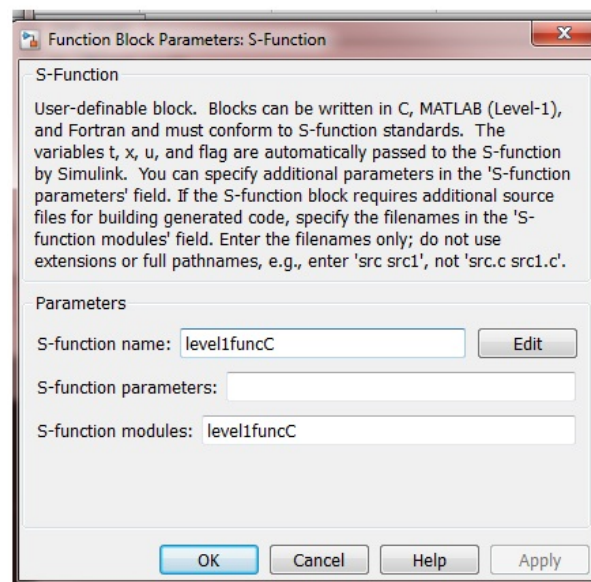 Function Block Parameters: S-Function
S-Function
User-definable block.  Blocks can be written in C, MATLAB (Level-1),
and Fortran and must conform to S-function standards.  The
variables t, x, u, and flag are automatically passed to the S-function
by Simulink.  You can specify additional parameters in the 'S-function
parameters' field. If the S-function block requires additional source
files for building generated code, specify the filenames in the 'S-
function modules' field. Enter the filenames only; do not use
extensions or full pathnames, e.g., enter 'src src1', not 'src.c src1.c'.
Parameters
S-function name: level1funcC Edit
S-function parameters:
S-function modules: level1funcC
OK Cancel Help Apply